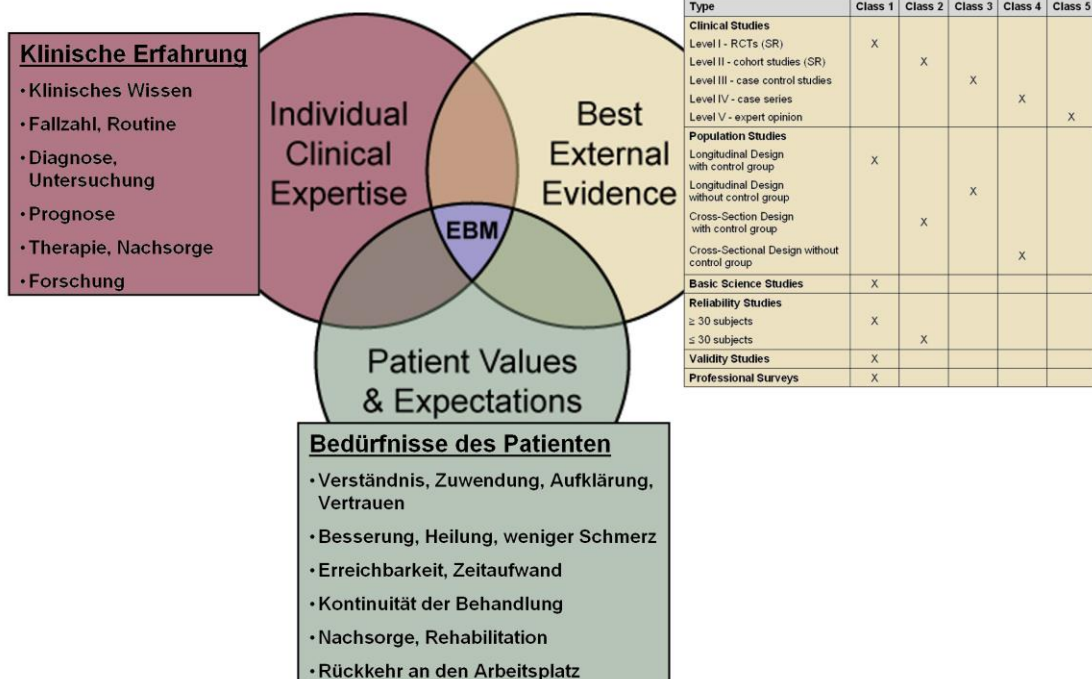 Klinische Erfahrung
• Klinisches Wissen
• Fallzahl, Routine
• Diagnose,
Untersuchung
• Prognose
• Therapie, Nachsorge
• Forschung
Individual
Clinical
Expertise
Best
External
Evidence
EBM
Patient Values
& Expectations
Bedürfnisse des Patienten
• Verständnis, Zuwendung, Aufklärung,
Vertrauen
• Besserung, Heilung, weniger Schmerz
• Erreichbarkeit, Zeitaufwand
• Kontinuität der Behandlung
• Nachsorge, Rehabilitation
• Rückkehr an den Arbeitsplatz
Type Class 1 Class 2 Class 3 Class 4 Class 5
Clinical Studies
Level I - RCTs (SR) X
Level II - cohort studies (SR) X
Level III - case control studies X
Level IV - case series X
Level V - expert opinion X
Population Studies
Longitudinal Design
with control group X
Longitudinal Design
without control group X
Cross-Section Design
with control group X
Cross-Sectional Design without
control group X
Basic Science Studies X
Reliability Studies
≥ 30 subjects X
≤ 30 subjects X
Validity Studies X
Professional Surveys X